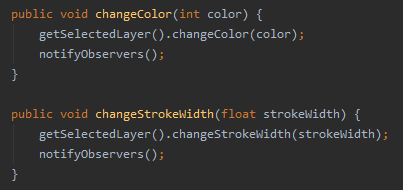 public void changeColor(int color) {
    getSelectedLayer().changeColor(color);
    notifyObservers();
}

public void changeStrokeWidth(float strokeWidth) {
    getSelectedLayer().changeStrokeWidth(strokeWidth);
    notifyObservers();
}